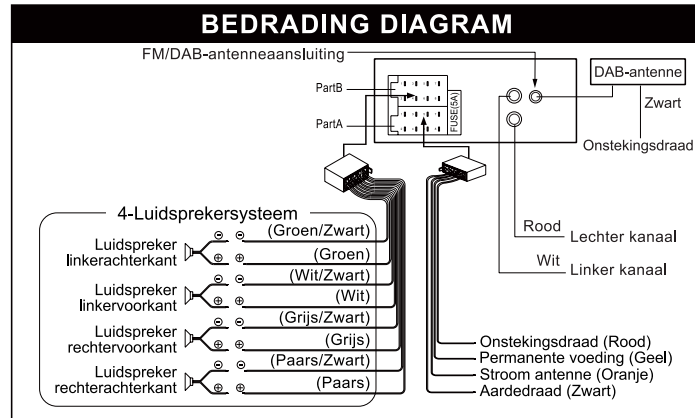 BEDRADING DIAGRAM
FM/DAB-antenneaansluiting
PartB
PartA
FUSE(5A)
DAB-antenne
Zwart
Onstekingsdraad
Rood
Lechter kanaal
Wit
Linker kanaal
4-Luidsprekersysteem
Luidspreker
linkerachterkant
(Groen/Zwart)
(Groen)
Luidspreker
linkervoorkant
(Wit/Zwart)
(Wit)
Luidspreker
rechtervoorkant
(Grijs/Zwart)
(Grijs)
Luidspreker
rechterachterkant
(Paars/Zwart)
(Paars)
Onstekingsdraad (Rood)
Permanente voeding (Geel)
Stroom antenne (Oranje)
Aardedraad (Zwart)